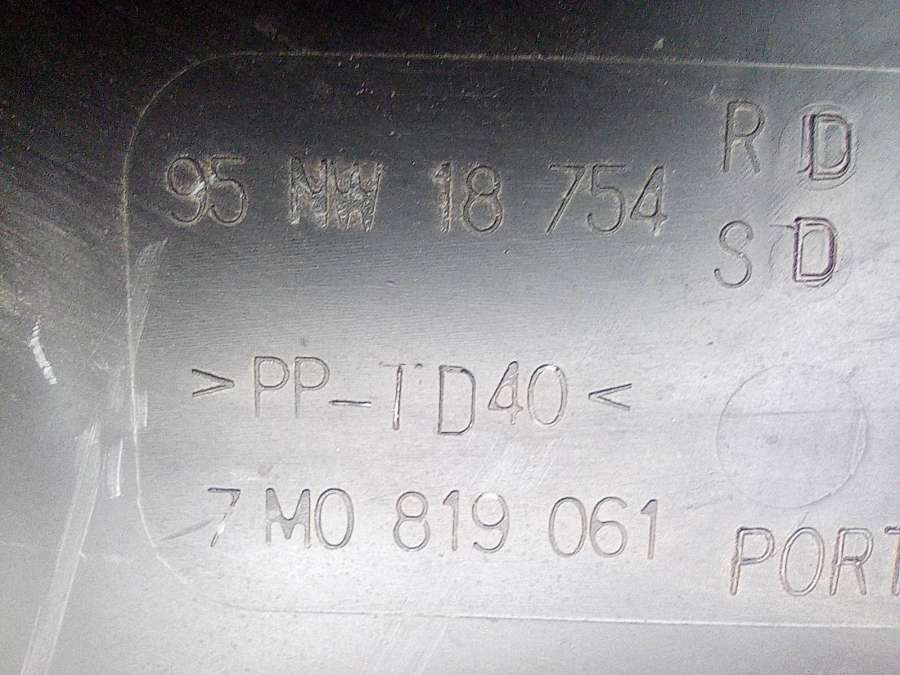 95 NW 18 754
R D
S D
>PP-TD40<
7M0 819 061
PORT